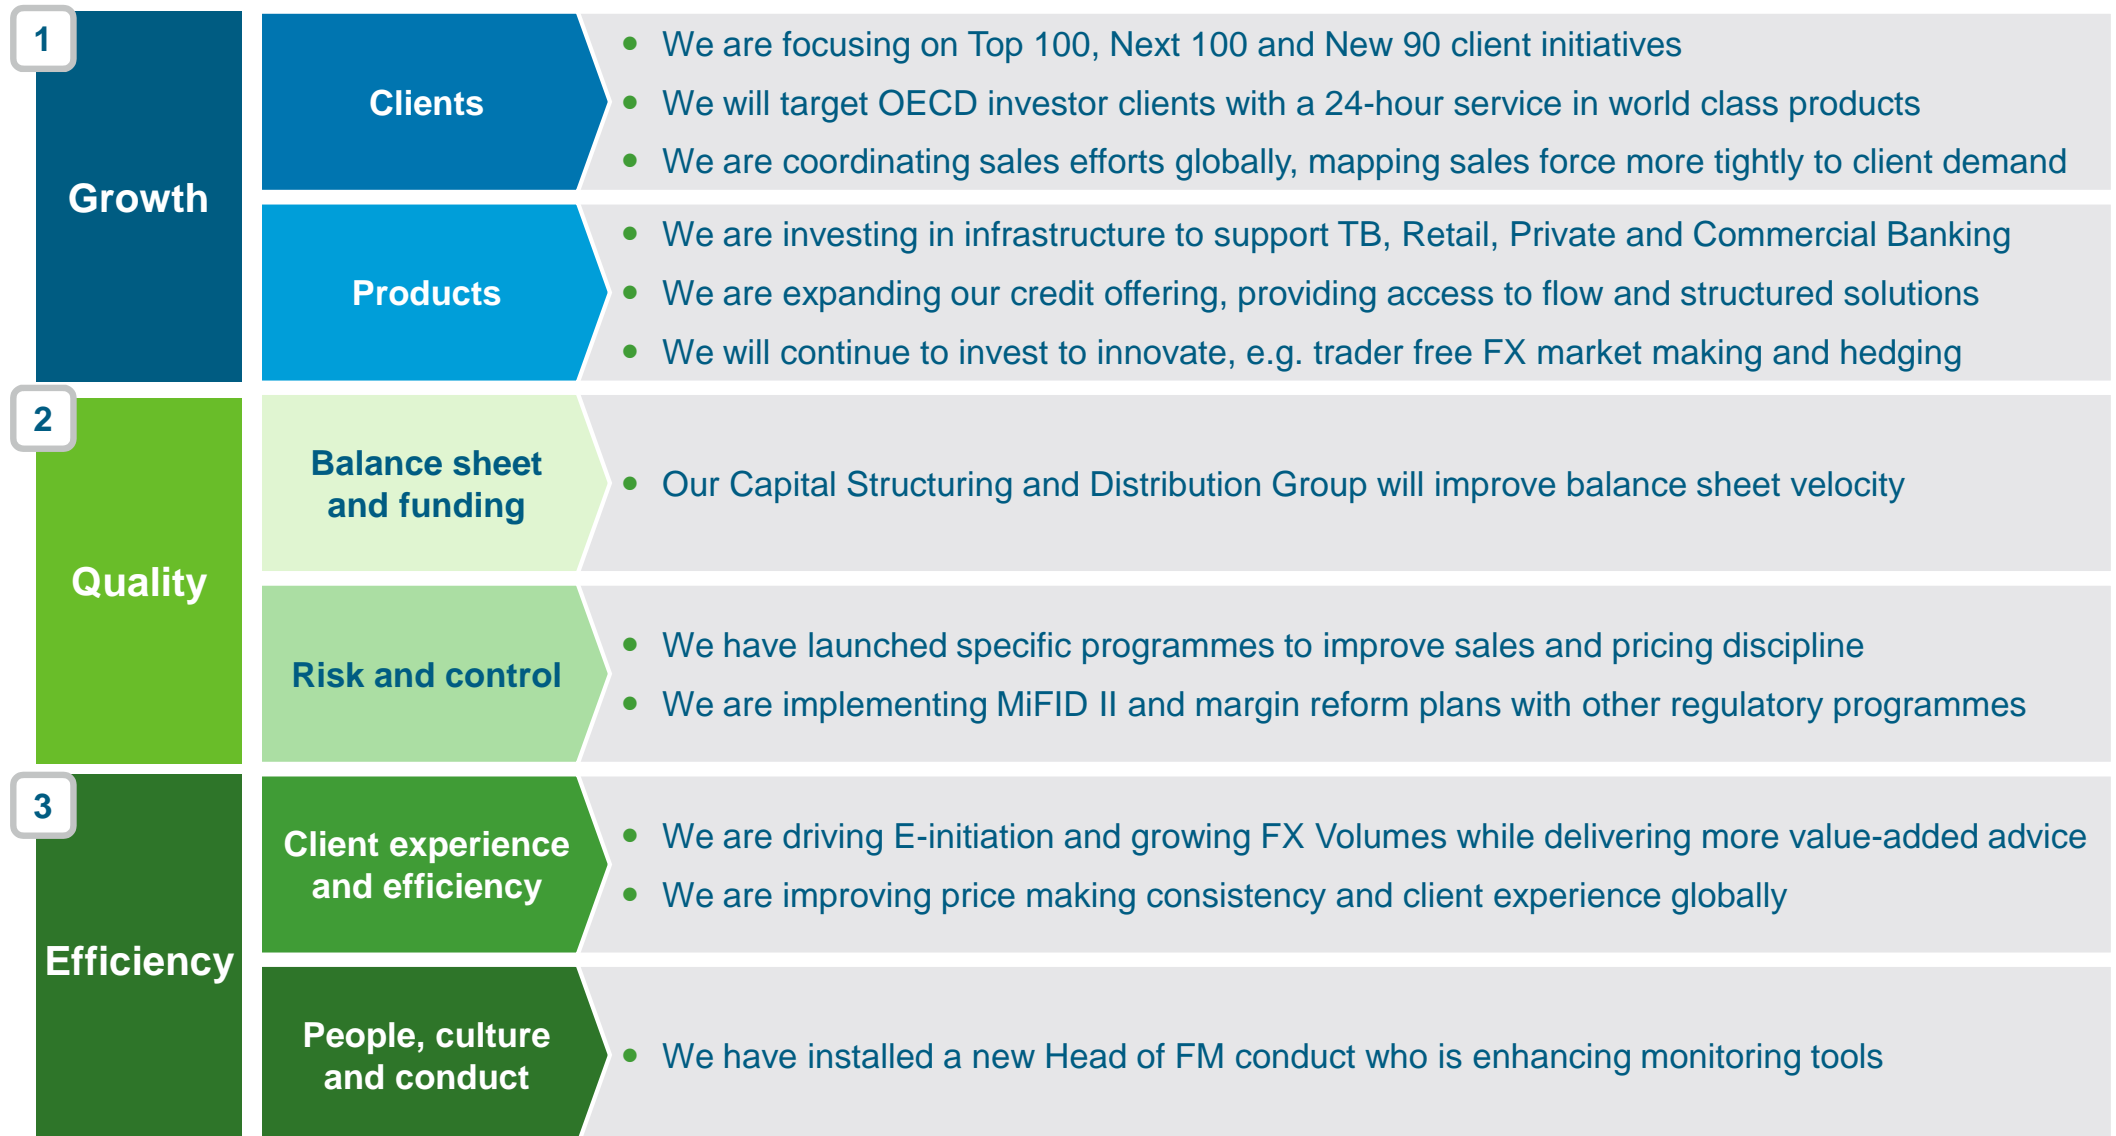 1
Growth
Clients
• We are focusing on Top 100, Next 100 and New 90 client initiatives
• We will target OECD investor clients with a 24-hour service in world class products
• We are coordinating sales efforts globally, mapping sales force more tightly to client demand
Products
• We are investing in infrastructure to support TB, Retail, Private and Commercial Banking
• We are expanding our credit offering, providing access to flow and structured solutions
• We will continue to invest to innovate, e.g. trader free FX market making and hedging
2
Quality
Balance sheet
and funding
• Our Capital Structuring and Distribution Group will improve balance sheet velocity
Risk and control
• We have launched specific programmes to improve sales and pricing discipline
• We are implementing MiFID II and margin reform plans with other regulatory programmes
3
Efficiency
Client experience
and efficiency
• We are driving E-initiation and growing FX Volumes while delivering more value-added advice
• We are improving price making consistency and client experience globally
People, culture
and conduct
• We have installed a new Head of FM conduct who is enhancing monitoring tools